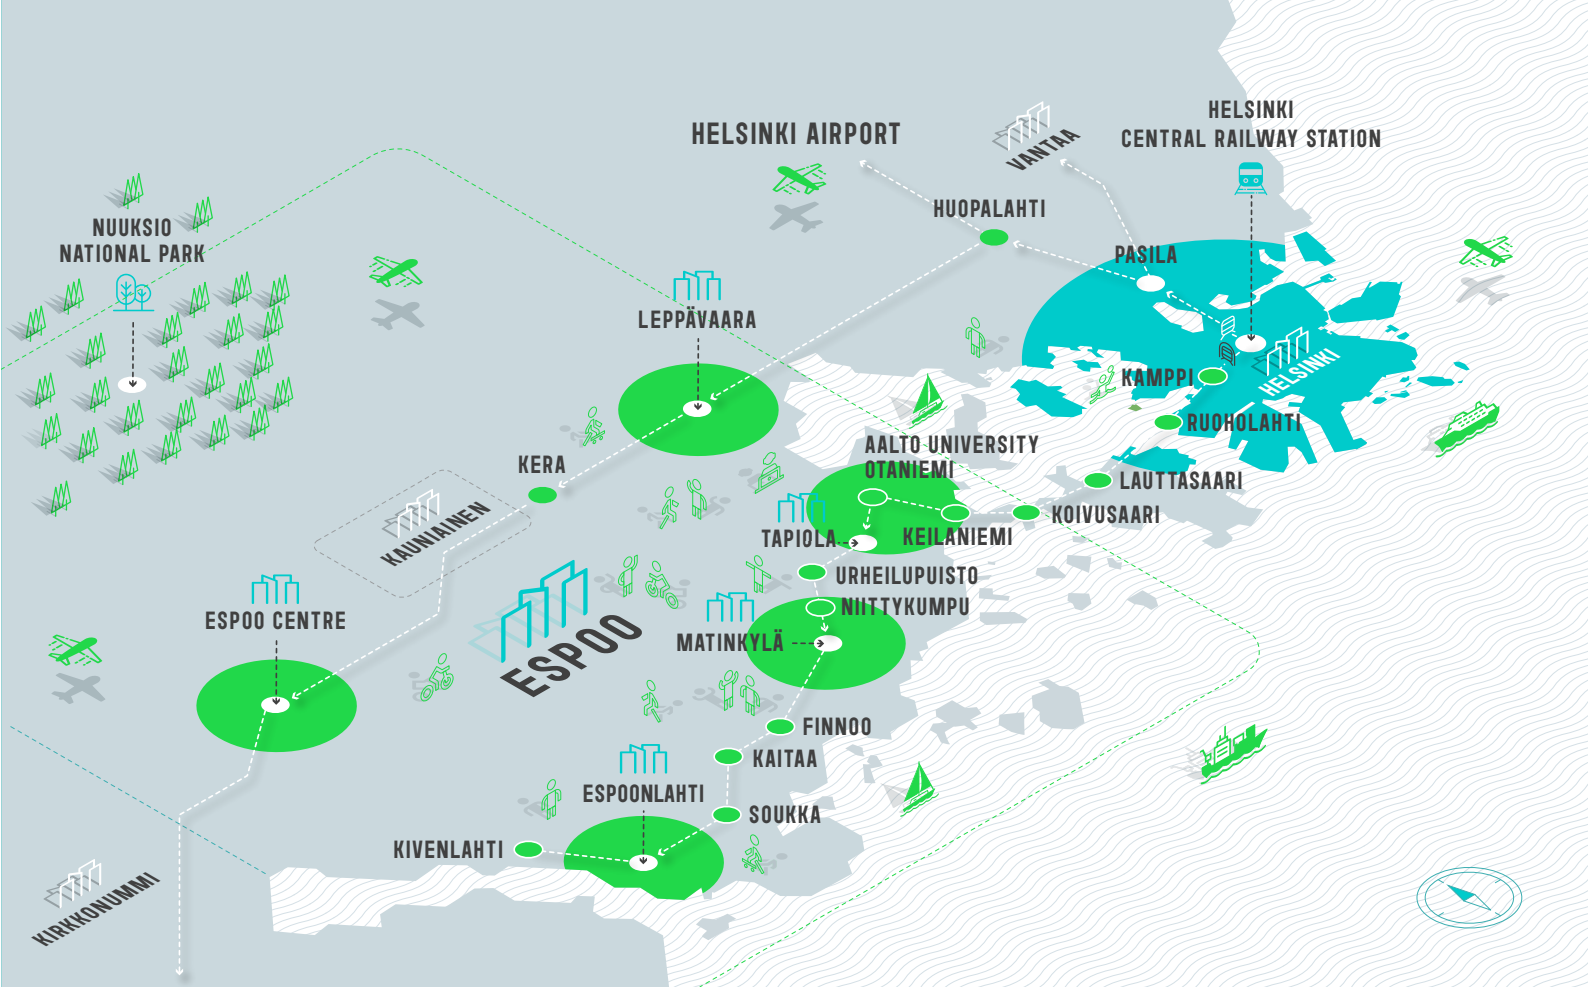 HELSINKI
CENTRAL RAILWAY STATION
HELSINKI AIRPORT
VANTAA
HUOPALAHTI
NUUKSIO
NATIONAL PARK
PASILA
LEPPÄVAARA
HELSINKI
KAMPPI
RUOHOLAHTI
AALTO UNIVERSITY
OTANIEMI
KERA
LAUTTASAARI
KOIVUSAARI
KAUNIAINEN
TAPIOLA
KEILANIEMI
URHEILUPUISTO
NIITTYKUMPU
ESPOO CENTRE
ESPOO
MATINKYLÄ
FINNOO
KAITAA
ESPOONLAHTI
SOUKKA
KIVENLAHTI
KIRKKONUMMI